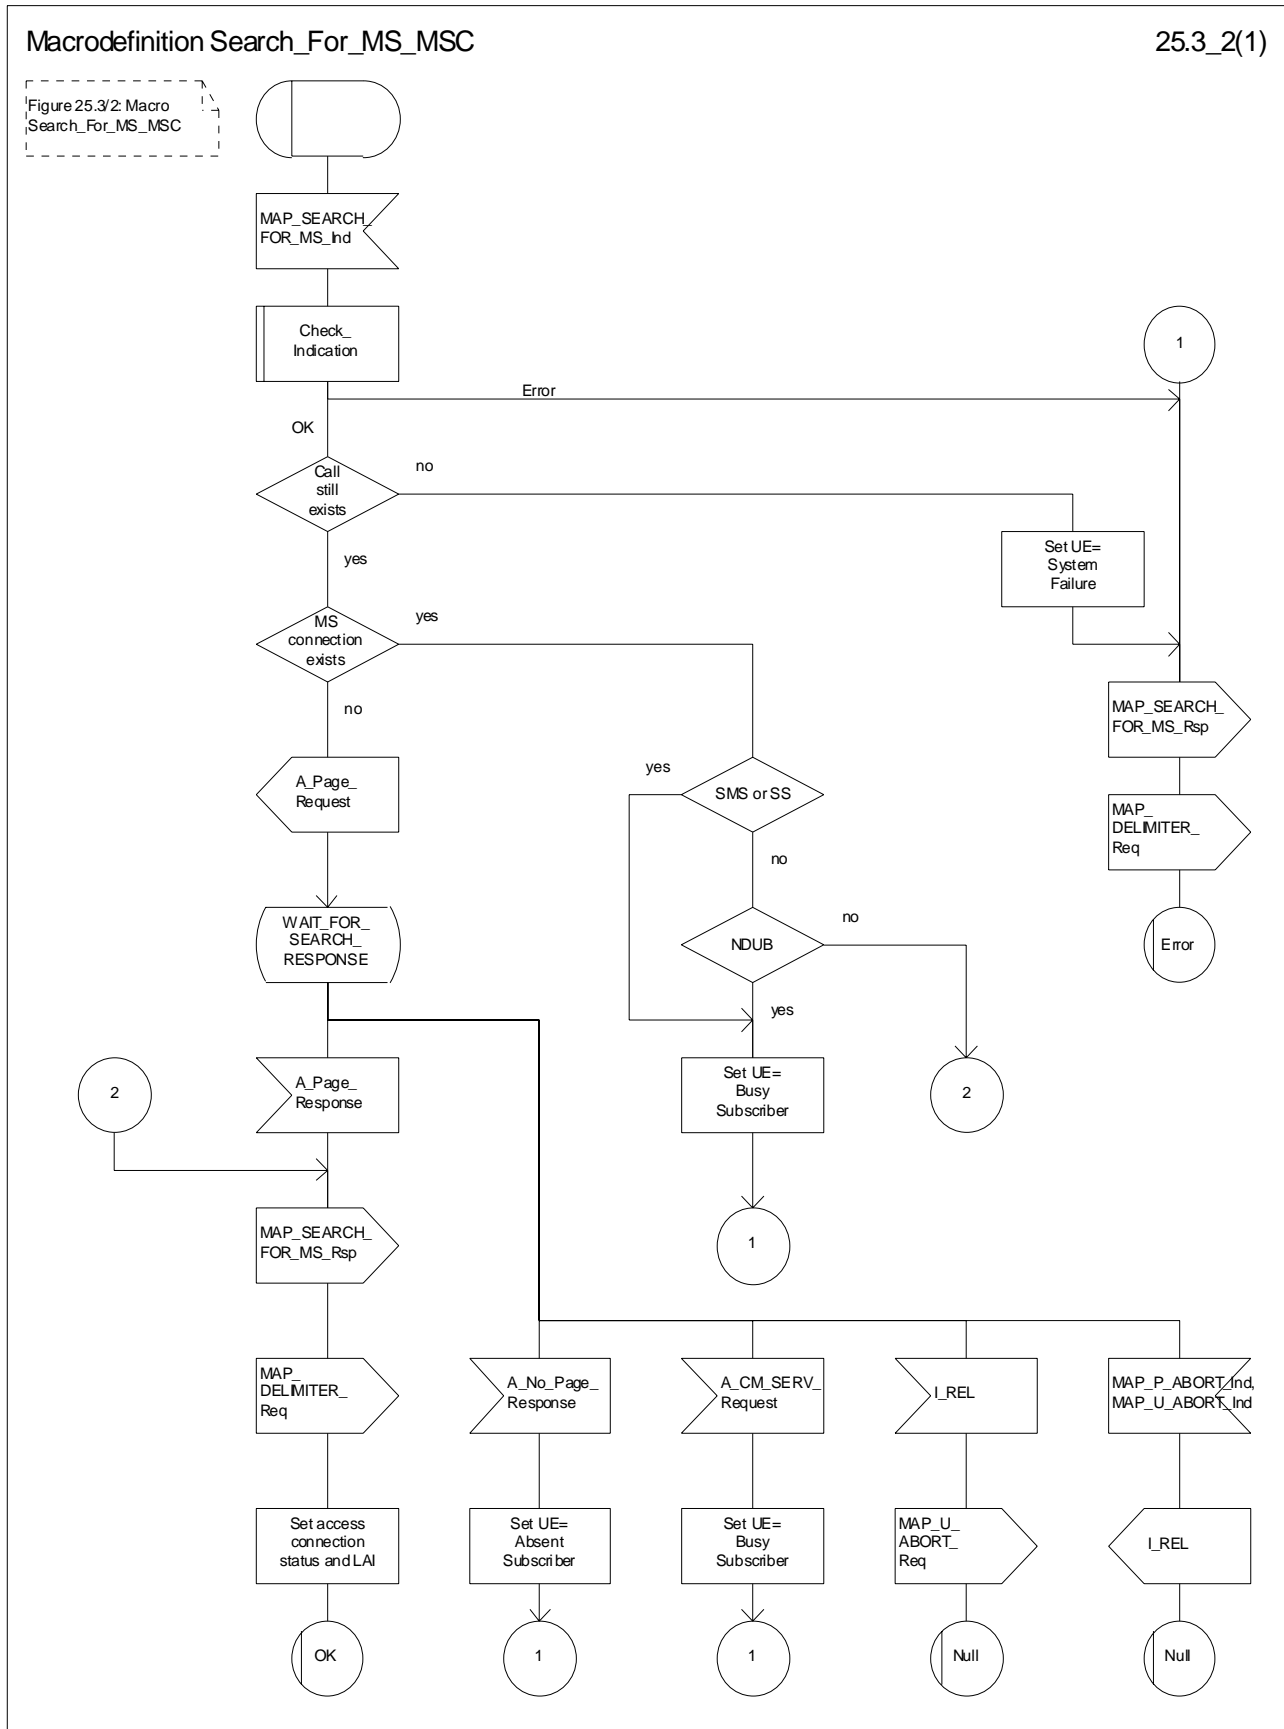 Macrodefinition Search_For_MS_MSC
25.3_2(1)
Figure 25.3/2: Macro
Search_For_MS_MSC
MAP_SEARCH_
FOR_MS_Ind
Check_
Indication
1
Error
OK
Call
still
exists
no
Set UE=
System
Failure
yes
MS
connection
exists
yes
no
MAP_SEARCH_
FOR_MS_Rsp
A_Page_
Request
yes
SMS or SS
MAP_
DELIMITER_
Req
no
WAIT_FOR_
SEARCH_
RESPONSE
NDUB
no
Error
yes
2
A_Page_
Response
Set UE=
Busy
Subscriber
2
MAP_SEARCH_
FOR_MS_Rsp
1
MAP_
DELIMITER_
Req
A_No_Page_
Response
A_CM_SERV_
Request
I_REL
MAP_P_ABORT_Ind,
MAP_U_ABORT_Ind
Set access
connection
status and LAI
Set UE=
Absent
Subscriber
Set UE=
Busy
Subscriber
MAP_U_
ABORT_
Req
I_REL
OK
1
1
Null
Null